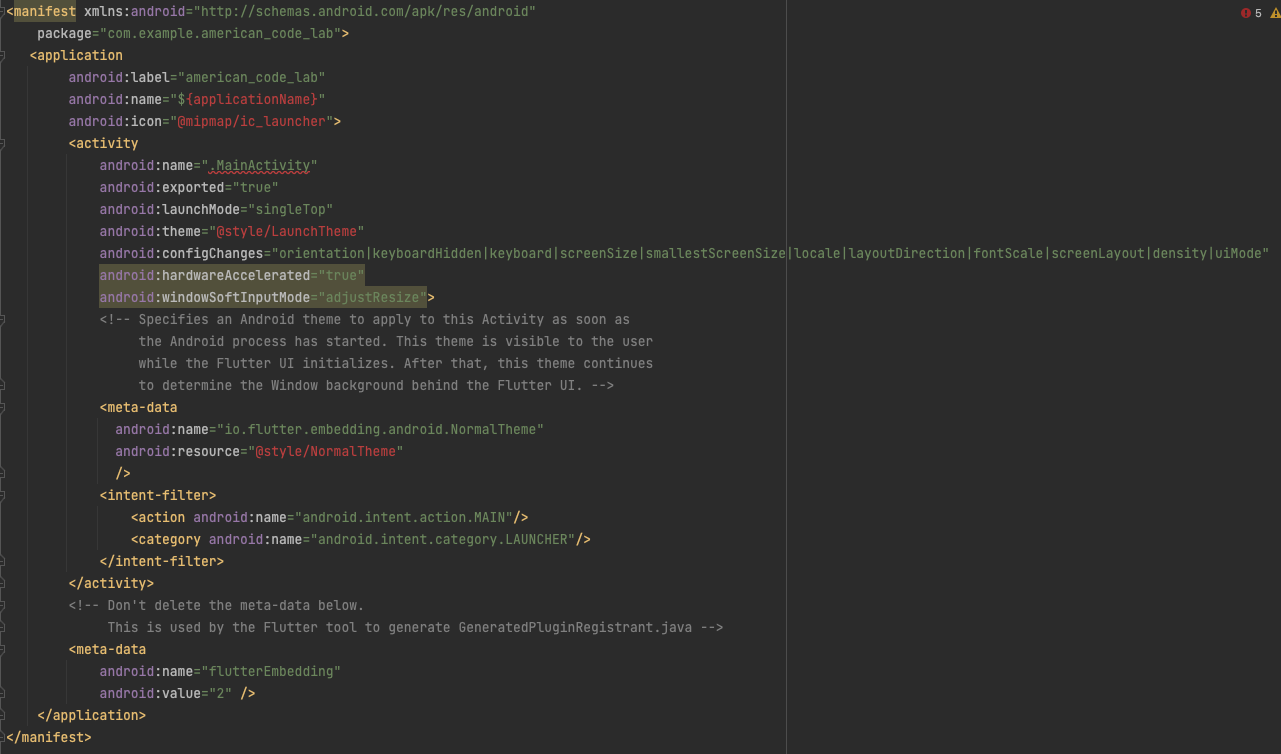 <manifest xmlns:android="http://schemas.android.com/apk/res/android"
    package="com.example.american_code_lab">
   <application
        android:label="american_code_lab"
        android:name="${applicationName}"
        android:icon="@mipmap/ic_launcher">
        <activity
            android:name=".MainActivity"
            android:exported="true"
            android:launchMode="singleTop"
            android:theme="@style/LaunchTheme"
            android:configChanges="orientation|keyboardHidden|keyboard|screenSize|smallestScreenSize|locale|layoutDirection|fontScale|screenLayout|density|uiMode"
            android:hardwareAccelerated="true"
            android:windowSoftInputMode="adjustResize">
            <!-- Specifies an Android theme to apply to this Activity as soon as
                 the Android process has started. This theme is visible to the user
                 while the Flutter UI initializes. After that, this theme continues
                 to determine the Window background behind the Flutter UI. -->
            <meta-data
              android:name="io.flutter.embedding.android.NormalTheme"
              android:resource="@style/NormalTheme"
              />
            <intent-filter>
                <action android:name="android.intent.action.MAIN"/>
                <category android:name="android.intent.category.LAUNCHER"/>
            </intent-filter>
        </activity>
        <!-- Don't delete the meta-data below.
             This is used by the Flutter tool to generate GeneratedPluginRegistrant.java -->
        <meta-data
            android:name="flutterEmbedding"
            android:value="2" />
    </application>
</manifest>
5